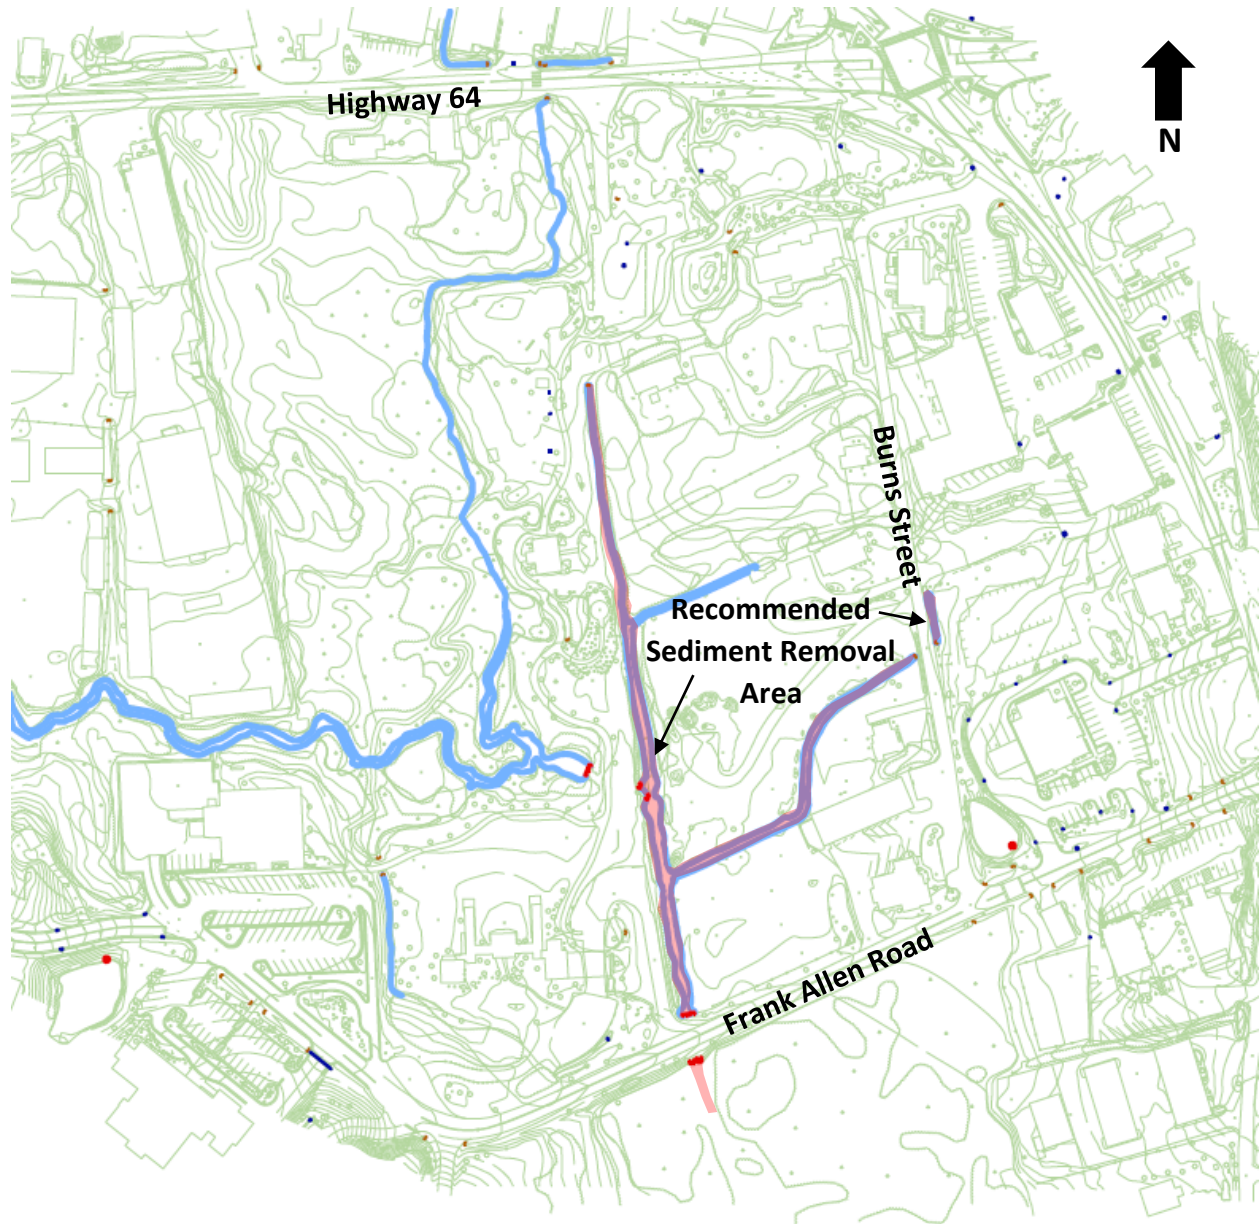 Highway 64
N
Burns Street
Recommended
Sediment Removal
Area
Frank Allen Road